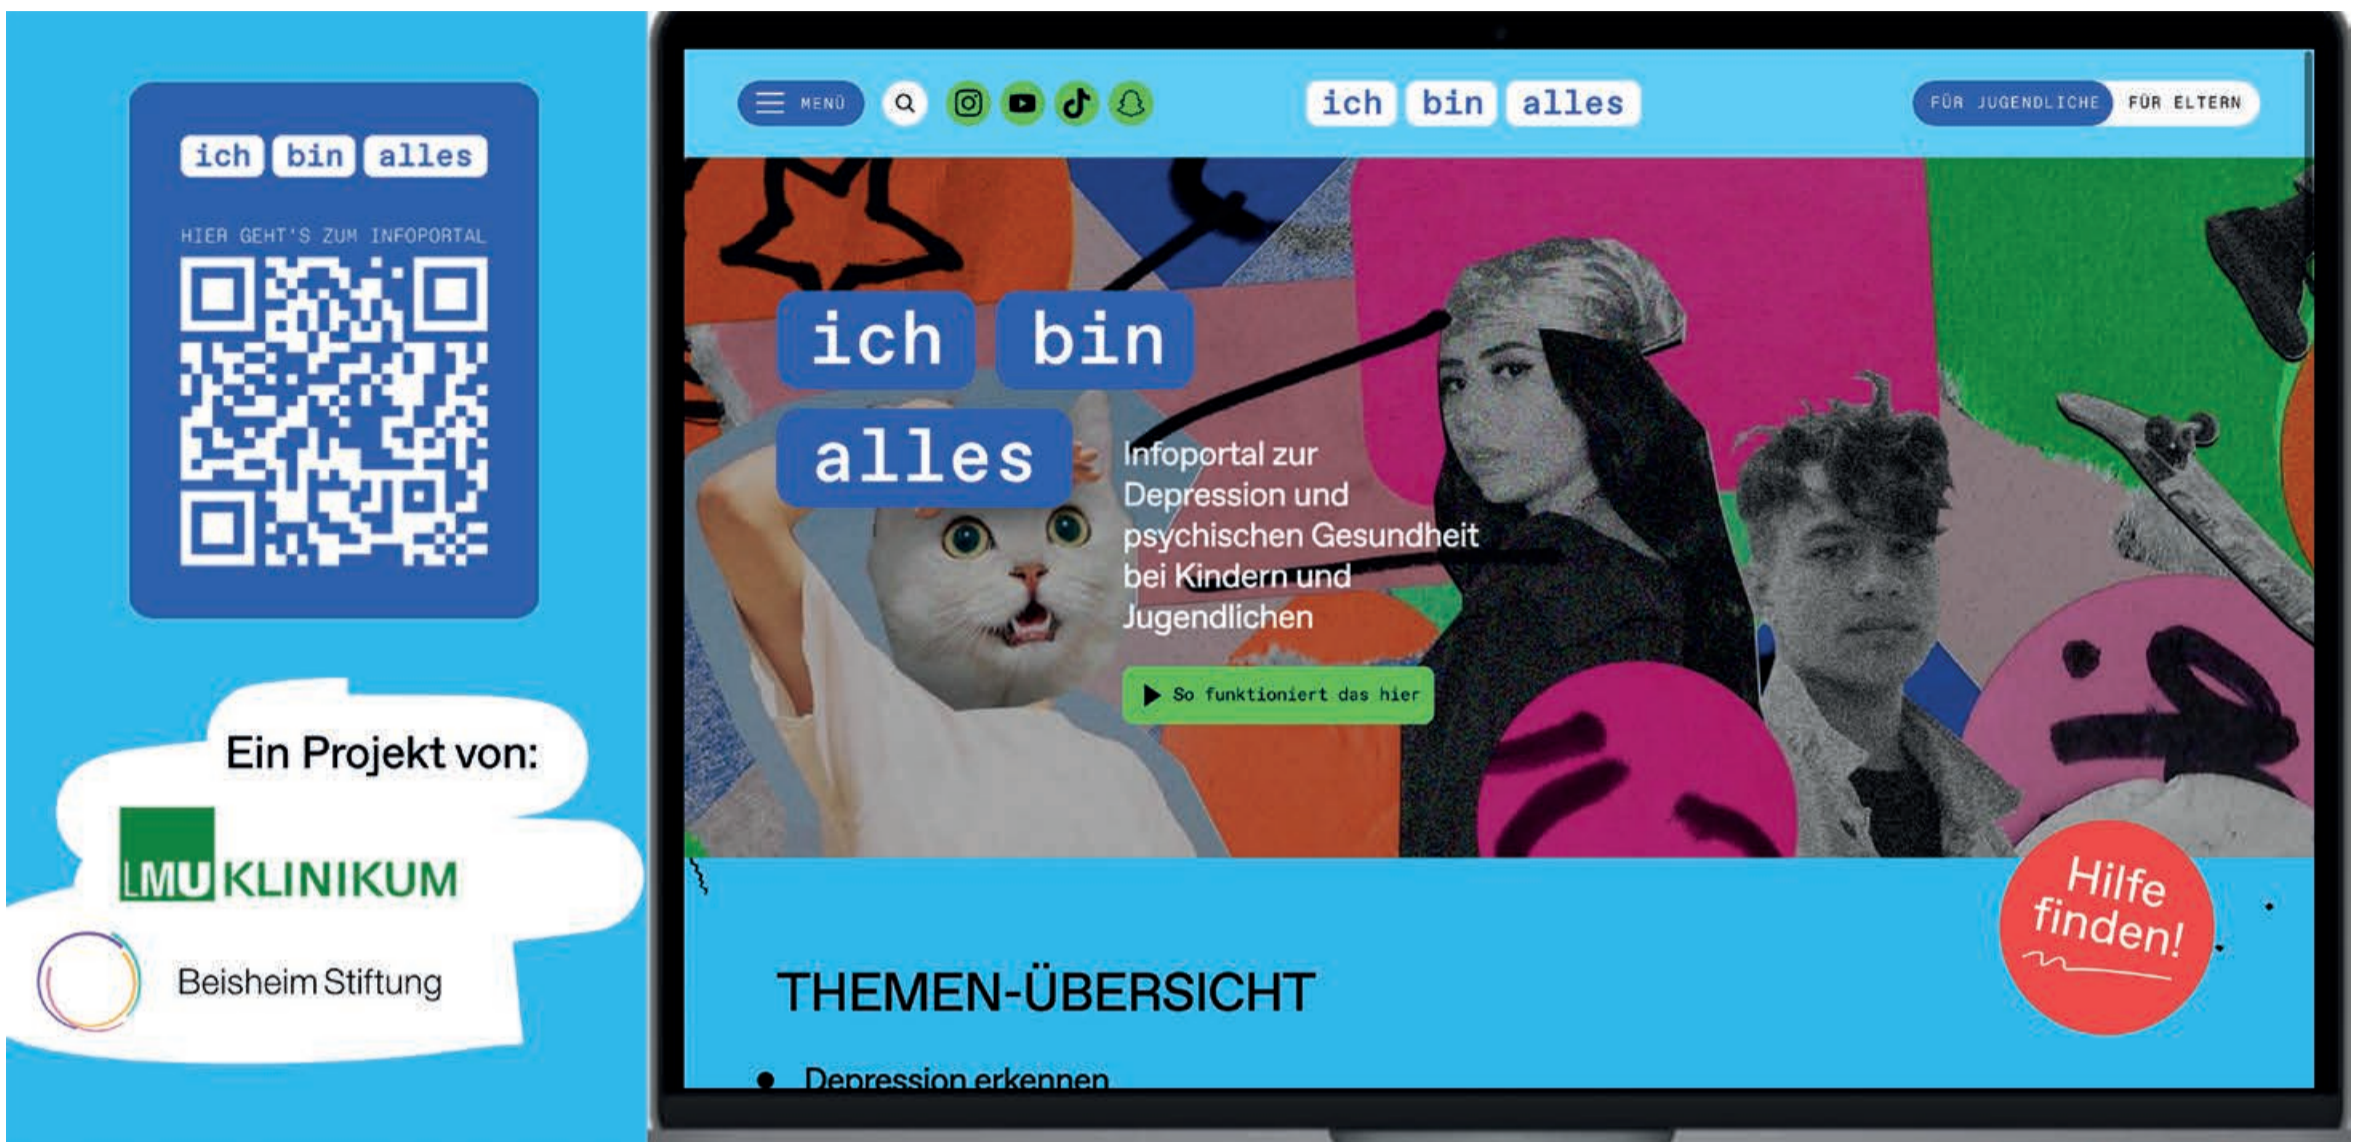 ich bin alles
HIER GEHT'S ZUM INFOPORTAL
Ein Projekt von:
LMU KLINIKUM
Beisheim Stiftung
MENÜ
ich bin alles
FÜR JUGENDLICHE
FÜR ELTERN
ich bin
alles
Infoportal zur
Depression und
psychischen Gesundheit
bei Kindern und
Jugendlichen
So funktioniert das hier
Hilfe
finden!
THEMEN-ÜBERSICHT
Depression erkennen